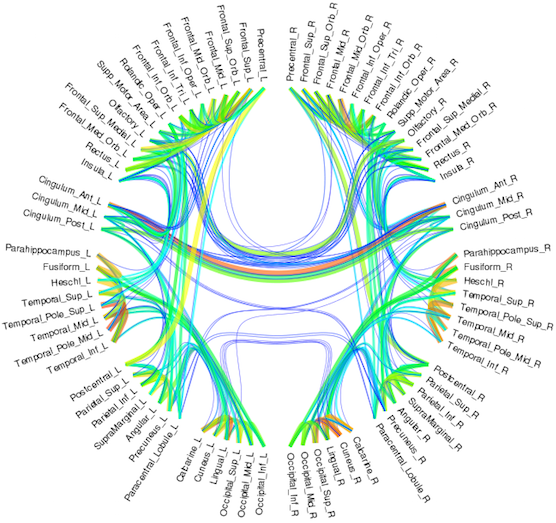 Precentral_L
Frontal_Sup_L
Frontal_Sup_Orb_L
Frontal_Mid_L
Frontal_Mid_Orb_L
Frontal_Inf_Oper_L
Frontal_Inf_Tri_L
Frontal_Inf_Orb_L
Rolandic_Oper_L
Supp_Motor_Area_L
Olfactory_L
Frontal_Sup_Medial_L
Frontal_Med_Orb_L
Rectus_L
Insula_L
Cingulum_Ant_L
Cingulum_Mid_L
Cingulum_Post_L
Parahippocampus_L
Fusiform_L
Heschl_L
Temporal_Sup_L
Temporal_Pole_Sup_L
Temporal_Mid_L
Temporal_Pole_Mid_L
Temporal_Inf_L
Postcentral_L
Parietal_Sup_L
Parietal_Inf_L
SupraMarginal_L
Angular_L
Precuneus_L
Paracentral_Lobule_L
Calcarine_L
Cuneus_L
Lingual_L
Occipital_Sup_L
Occipital_Mid_L
Occipital_Inf_L
Precentral_R
Frontal_Sup_R
Frontal_Sup_Orb_R
Frontal_Mid_R
Frontal_Mid_Orb_R
Frontal_Inf_Oper_R
Frontal_Inf_Tri_R
Frontal_Inf_Orb_R
Rolandic_Oper_R
Supp_Motor_Area_R
Olfactory_R
Frontal_Sup_Medial_R
Frontal_Med_Orb_R
Rectus_R
Insula_R
Cingulum_Ant_R
Cingulum_Mid_R
Cingulum_Post_R
Parahippocampus_R
Fusiform_R
Heschl_R
Temporal_Sup_R
Temporal_Pole_Sup_R
Temporal_Mid_R
Temporal_Pole_Mid_R
Temporal_Inf_R
Postcentral_R
Parietal_Sup_R
Parietal_Inf_R
SupraMarginal_R
Angular_R
Precuneus_R
Paracentral_Lobule_R
Calcarine_R
Cuneus_R
Lingual_R
Occipital_Sup_R
Occipital_Mid_R
Occipital_Inf_R